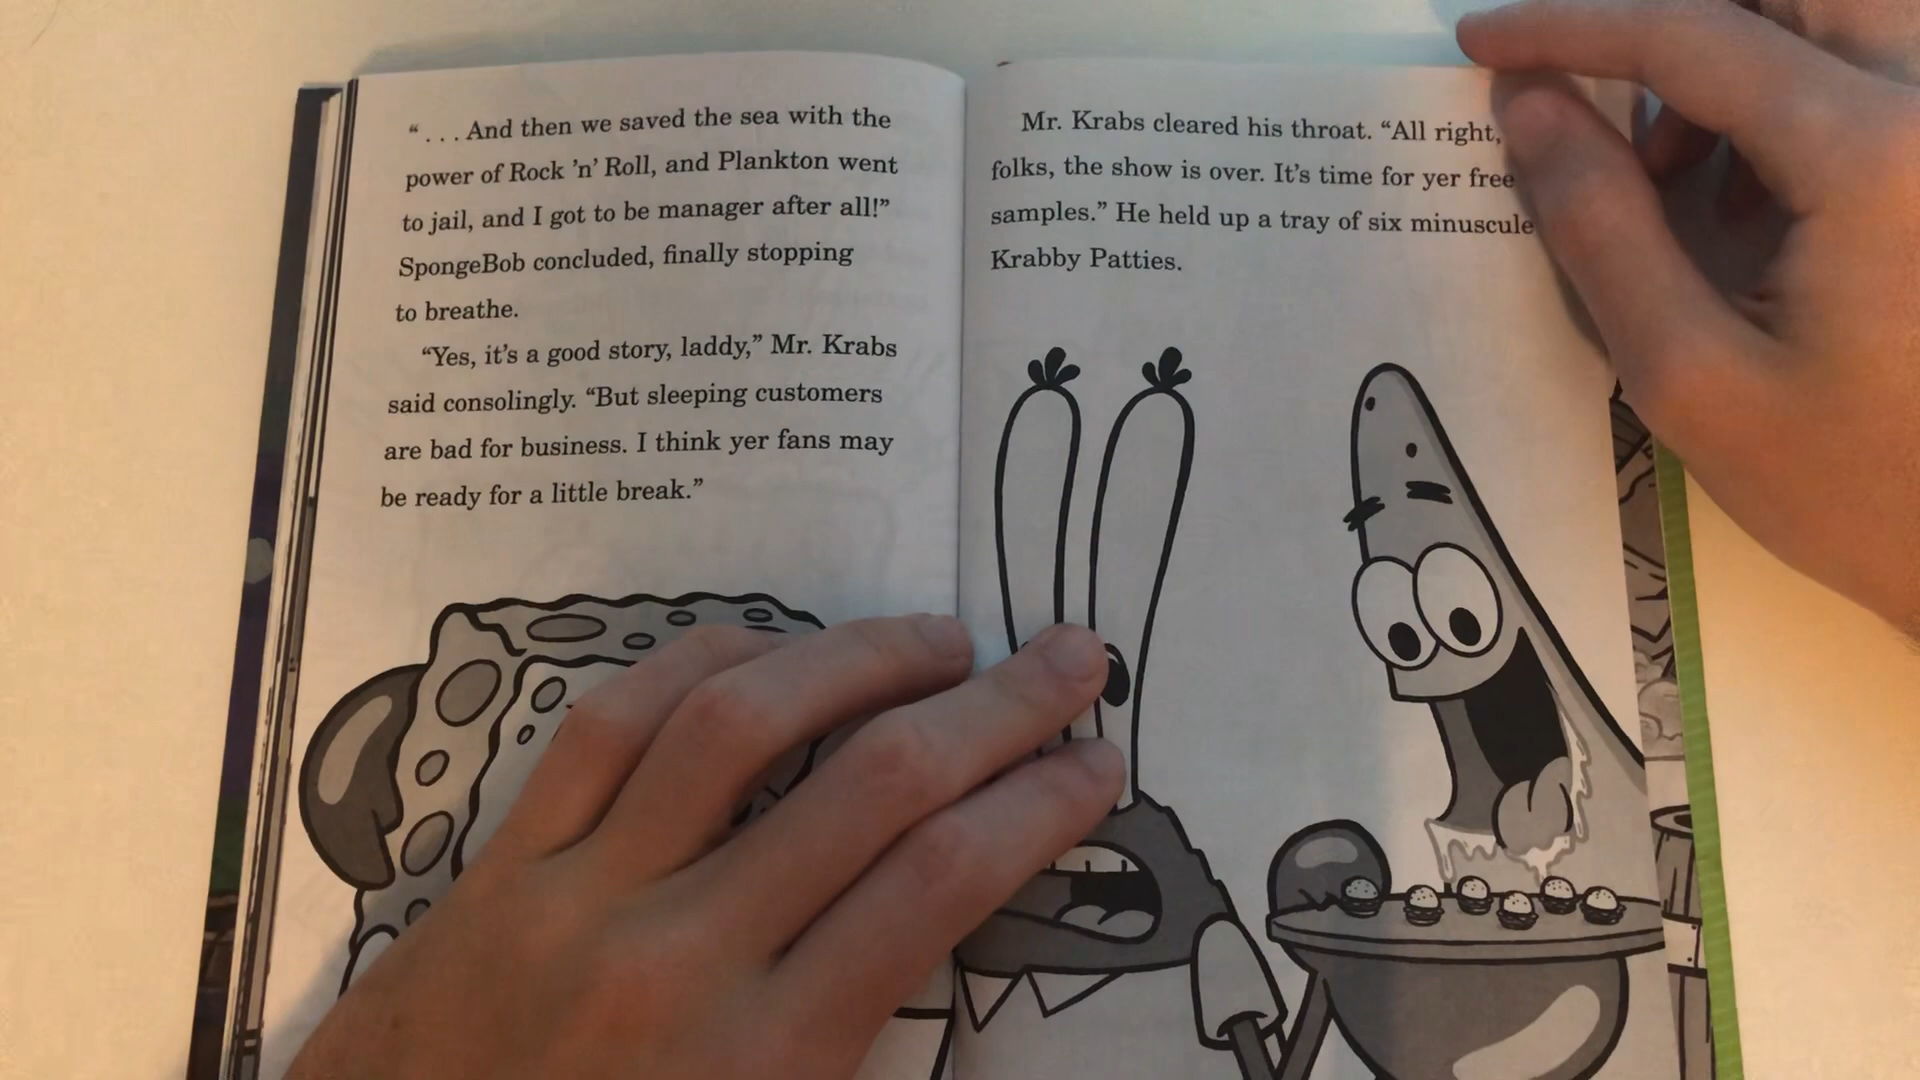 “ . . . And then we saved the sea with the
power of Rock ’n’ Roll, and Plankton went
to jail, and I got to be manager after all!”
SpongeBob concluded, finally stopping
to breathe.
“Yes, it’s a good story, laddy,” Mr. Krabs
said consolingly. “But sleeping customers
are bad for business. I think yer fans may
be ready for a little break.”
Mr. Krabs cleared his throat. “All right,
folks, the show is over. It’s time for yer free
samples.” He held up a tray of six minuscule
Krabby Patties.